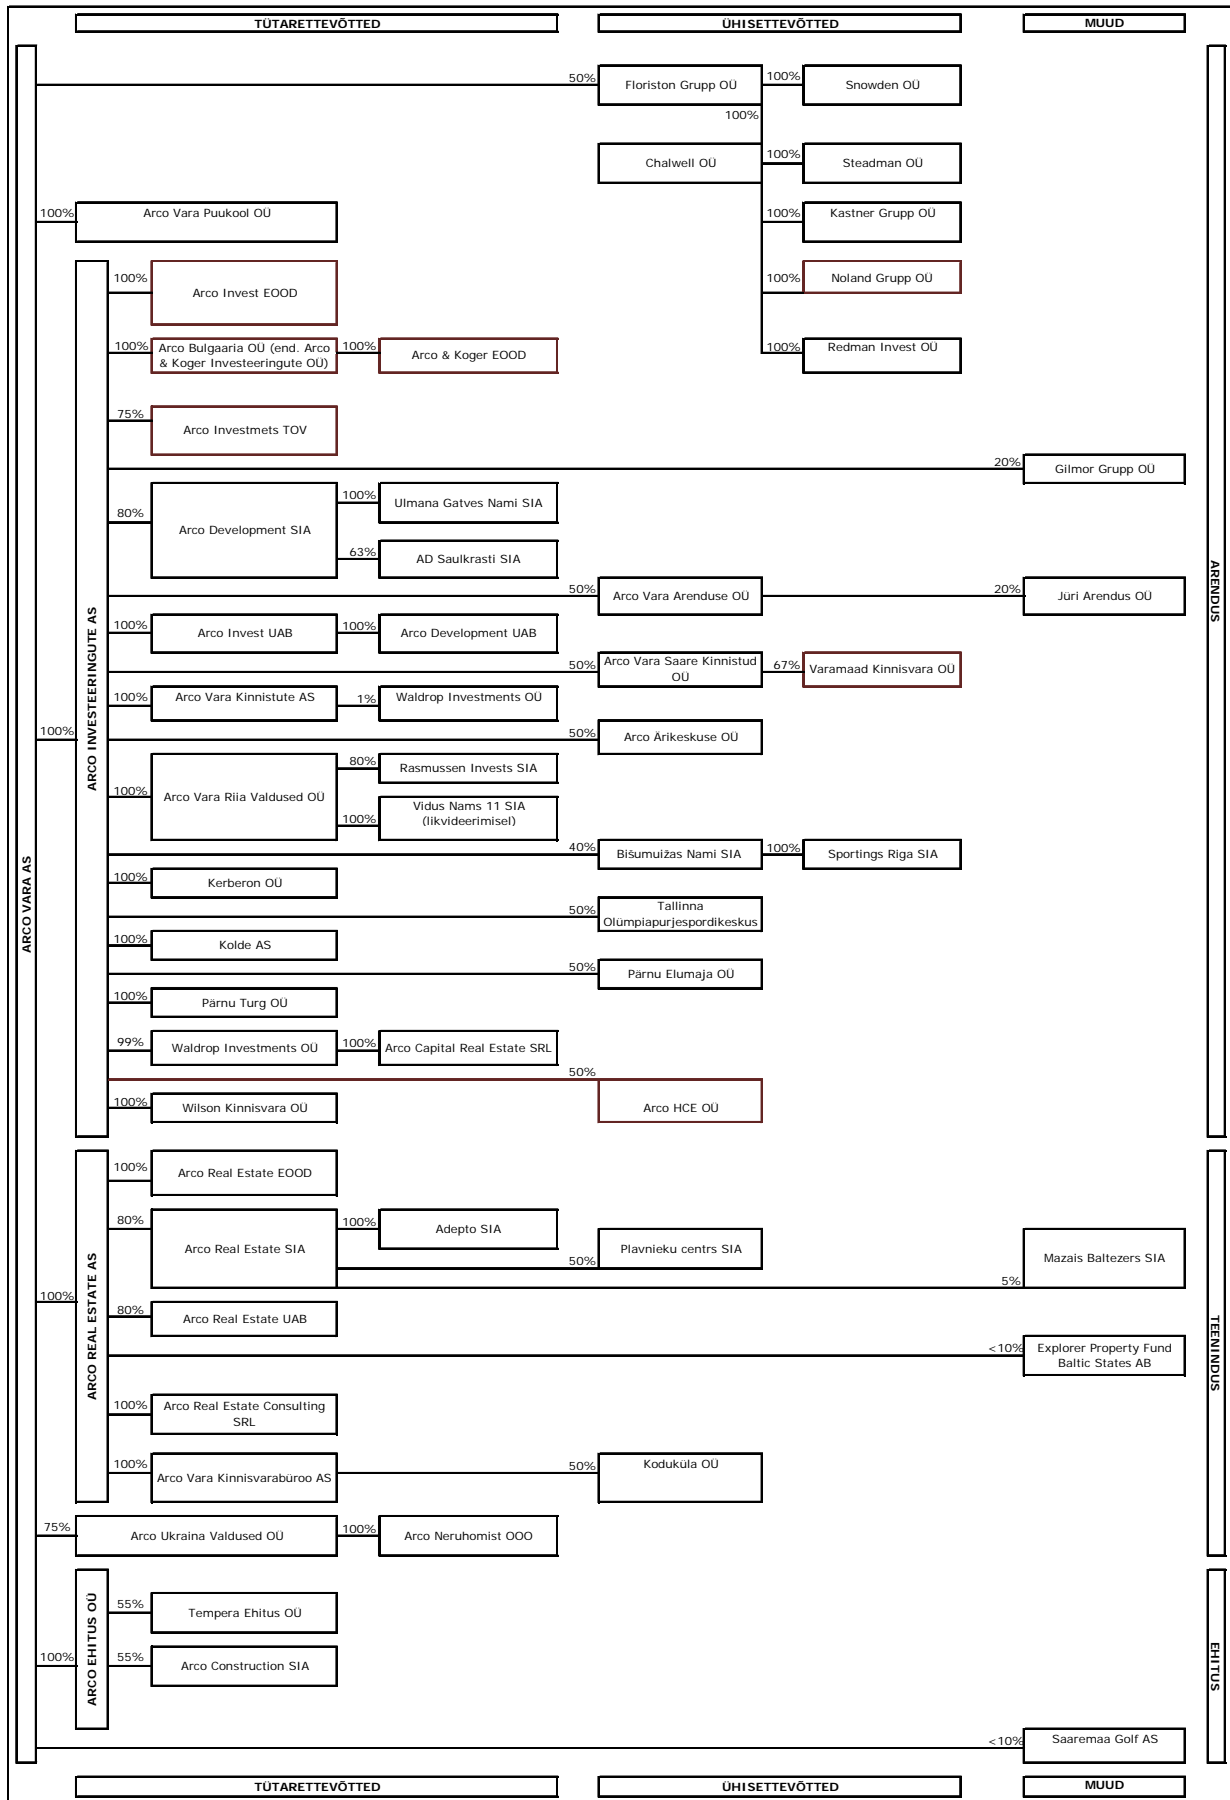 TÜTARETTEVÕTTED
ÜHISETTEVÕTTED
MUUD
ARCO VARA AS
ARENDUS
50%
Floriston Grupp OÜ
100%
Snowden OÜ
100%
Chalwell OÜ
100%
Steadman OÜ
100%
Arco Vara Puukool OÜ
100%
Kastner Grupp OÜ
100%
ARCO INVESTEERINGUTE AS
100%
Arco Invest EOOD
100%
Noland Grupp OÜ
100%
Arco Bulgaaria OÜ (end. Arco
& Koger Investeeringute OÜ)
100%
Arco & Koger EOOD
100%
Redman Invest OÜ
75%
Arco Investmets TOV
20%
Gilmor Grupp OÜ
80%
Arco Development SIA
100%
Ulmana Gatves Nami SIA
63%
AD Saulkrasti SIA
50%
Arco Vara Arenduse OÜ
20%
Jüri Arendus OÜ
100%
Arco Invest UAB
100%
Arco Development UAB
50%
Arco Vara Saare Kinnistud
OÜ
67%
Varamaad Kinnisvara OÜ
100%
Arco Vara Kinnistute AS
1%
Waldrop Investments OÜ
50%
Arco Ärikeskuse OÜ
100%
Arco Vara Riia Valdused OÜ
80%
Rasmussen Invests SIA
100%
Vidus Nams 11 SIA
(likvideerimisel)
40%
Bišumuižas Nami SIA
100%
Sportings Riga SIA
100%
Kerberon OÜ
50%
Tallinna
Olümpiapurjespordikeskus
100%
Kolde AS
50%
Pärnu Elumaja OÜ
100%
Pärnu Turg OÜ
99%
Waldrop Investments OÜ
100%
Arco Capital Real Estate SRL
50%
Arco HCE OÜ
100%
Wilson Kinnisvara OÜ
100%
ARCO REAL ESTATE AS
TEENINDUS
100%
Arco Real Estate EOOD
80%
Arco Real Estate SIA
100%
Adepto SIA
50%
Plavnieku centrs SIA
5%
Mazais Baltezers SIA
80%
Arco Real Estate UAB
<10%
Explorer Property Fund
Baltic States AB
100%
Arco Real Estate Consulting
SRL
100%
Arco Vara Kinnisvarabüroo AS
50%
Koduküla OÜ
75%
Arco Ukraina Valdused OÜ
100%
Arco Neruhomist OOO
100%
ARCO EHITUS OÜ
EHITUS
55%
Tempera Ehitus OÜ
55%
Arco Construction SIA
<10%
Saaremaa Golf AS
TÜTARETTEVÕTTED
ÜHISETTEVÕTTED
MUUD